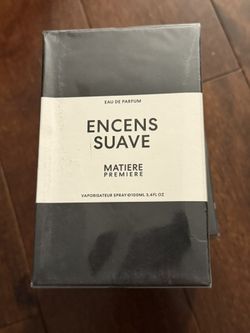 EAU DE PARFUM
ENCENS
SUAVE
MATIERE
PREMIERE
VAPORISATEUR SPRAY ℮100ML 3.4FL OZ